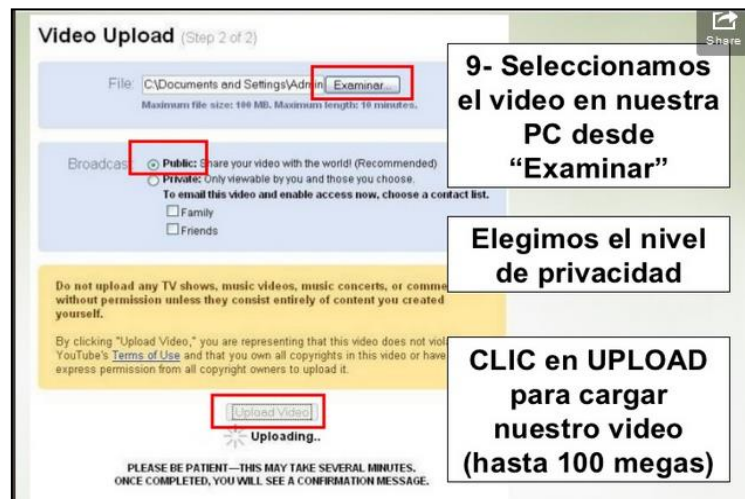 Video Upload (Step 2 of 2)
Share
File: C:\Documents and Settings\Admin Examinar...
Maximum file size: 100 MB. Maximum length: 10 minutes.
9- Seleccionamos
el video en nuestra
PC desde
“Examinar”
Broadcast: Public: Share your video with the world! (Recommended)
Private: Only viewable by you and those you choose.
To email this video and enable access now, choose a contact list.
Family
Friends
Elegimos el nivel
de privacidad
Do not upload any TV shows, music videos, music concerts, or comme
without permission unless they consist entirely of content you created
yourself.
By clicking "Upload Video," you are representing that this video does not viol
YouTube's Terms of Use and that you own all copyrights in this video or have
express permission from all copyright owners to upload it.
CLIC en UPLOAD
para cargar
nuestro video
(hasta 100 megas)
Upload Video
Uploading..
PLEASE BE PATIENT—THIS MAY TAKE SEVERAL MINUTES.
ONCE COMPLETED, YOU WILL SEE A CONFIRMATION MESSAGE.